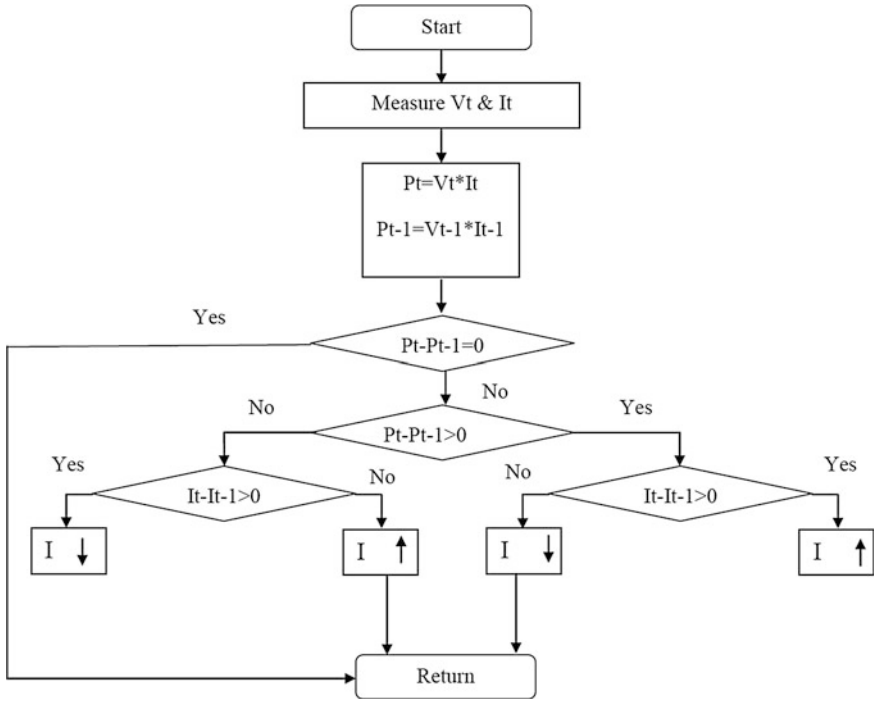 Start
Measure Vt & It
Pt=Vt*It
Pt-1=Vt-1*It-1
Yes
Pt-Pt-1=0
No
No
Yes
Pt-Pt-1>0
Yes
No
No
Yes
It-It-1>0
It-It-1>0
I ↓
I ↑
I ↓
I ↑
Return